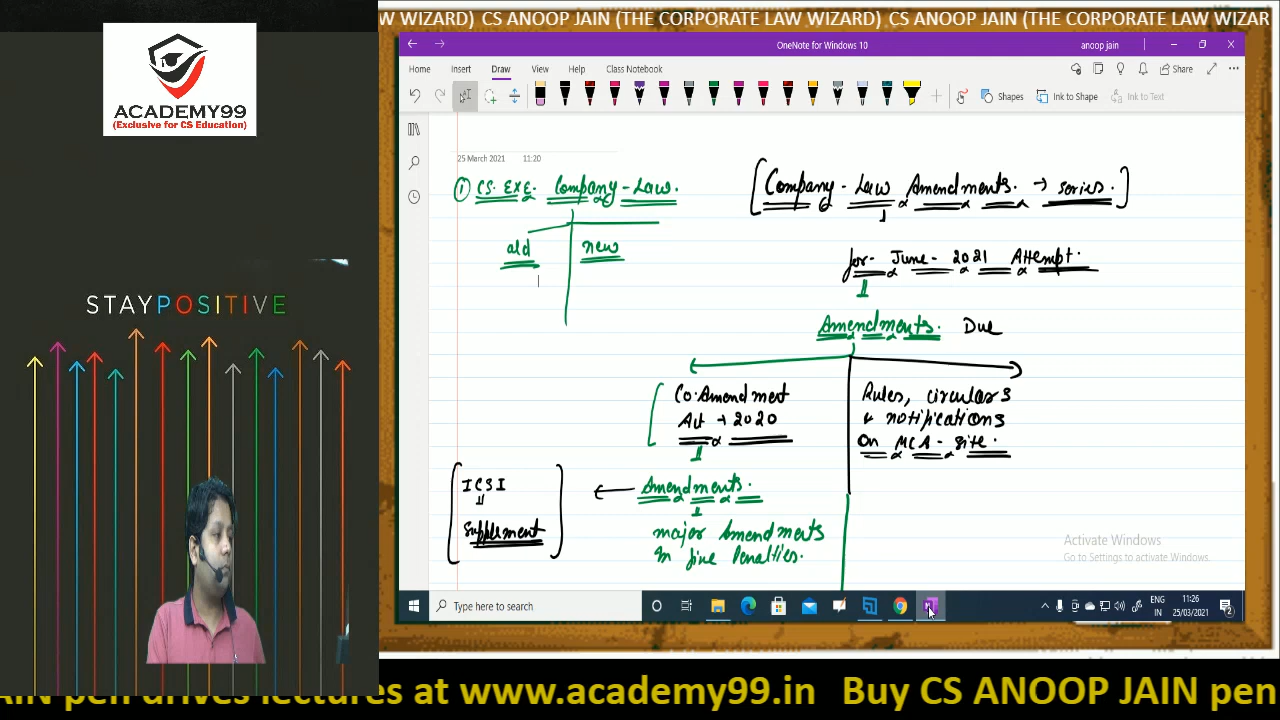 W WIZARD) CS ANOOP JAIN (THE CORPORATE LAW WIZARD) CS ANOOP JAIN (THE CORPORATE LAW WIZAR
ACADEMY99
(Exclusive for CS Education)
STAYPOSITIVE
OneNote for Windows 10
anoop jain
Home Insert Draw View Help Class Notebook
Share
Shapes Ink to Shape Ink to Text
25 March 2021 11:20
① CS. EXE. Company-Law.
old new
[Company-Law Amendments. → series.]
for- June- 2021 Attempt.
Amendments. Due
Co. Amendment
Act → 2020
Rules, circulars
& notifications
On MCA- site.
Amendments.
major Amendments
In fine Penalties.
ICSI
Supplement
Activate Windows
Go to Settings to activate Windows.
Type here to search
ENG
IN
11:26
25/03/2021
2
AIN pen drives lectures at www.academy99.in Buy CS ANOOP JAIN pen